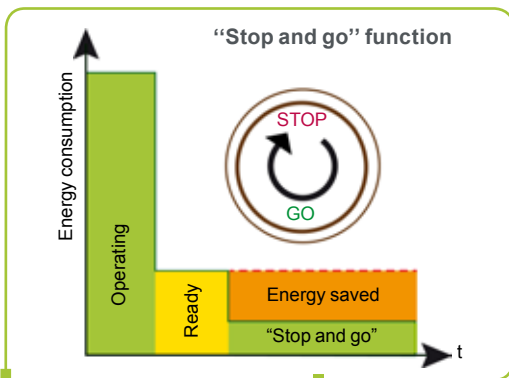 ‘‘Stop and go’’ function
Energy consumption
STOP
GO
Operating
Ready
Energy saved
“Stop and go”
t